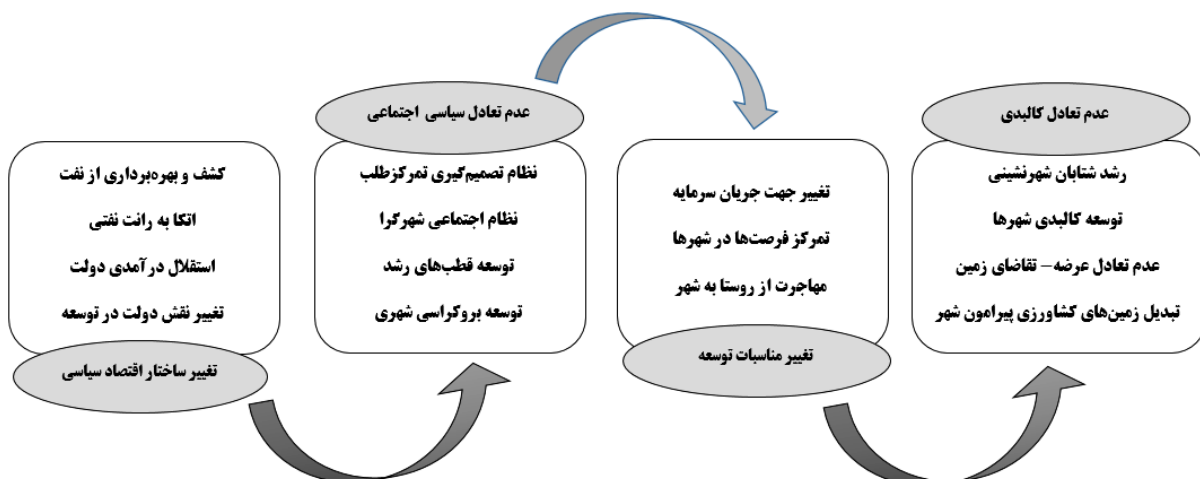 کشف و بهره‌برداری از نفت
اتکا به رانت نفتی
استقلال درآمدی دولت
تغییر نقش دولت در توسعه
تغییر ساختار اقتصاد سیاسی
عدم تعادل سیاسی اجتماعی
نظام تصمیم‌گیری تمرکزطلب
نظام اجتماعی شهرگرا
توسعه قطب‌های رشد
توسعه بروکراسی شهری
تغییر جهت جریان سرمایه
تمرکز فرصت‌ها در شهرها
مهاجرت از روستا به شهر
تغییر مناسبات توسعه
عدم تعادل کالبدی
رشد شتابان شهرنشینی
توسعه کالبدی شهرها
عدم تعادل عرضه– تقاضای زمین
تبدیل زمین‌های کشاورزی پیرامون شهر